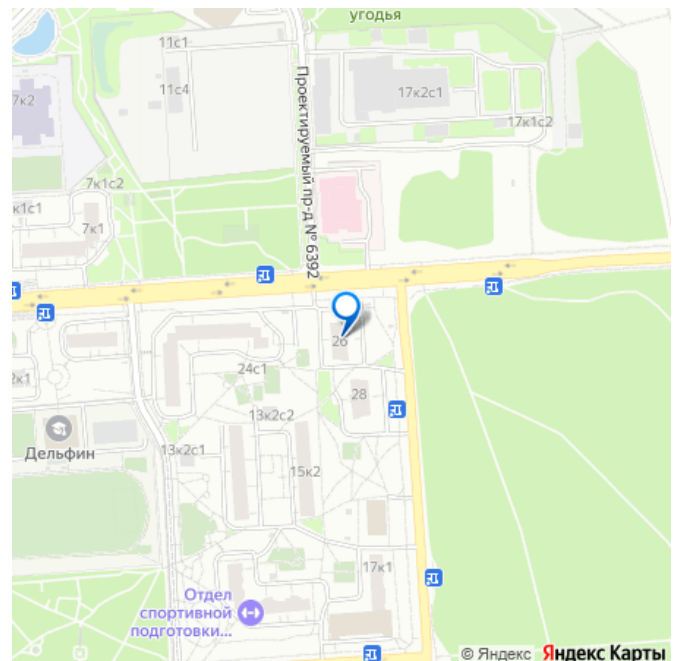 угодья
11с1
11с4
7к2
17к2с1
17к1с2
Проектируемый пр-д № 6392
7к1с2
к1с1
7к1
26
24с1
28
2к1
13к2с2
Дельфин
13к2с1
15к2
17к1
Отдел
спортивной
подготовки...
© Яндекс Яндекс Карты